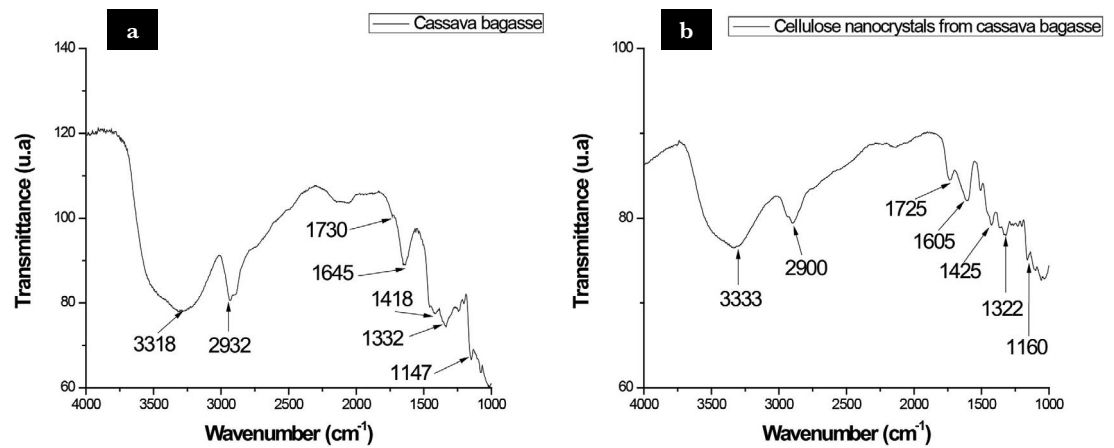 a
Cassava bagasse
140
120
100
80
60
Transmittance (u.a)
1730
1645
1418
1332
1147
3318
2932
4000 3500 3000 2500 2000 1500 1000
Wavenumber (cm⁻¹)
b
Cellulose nanocrystals from cassava bagasse
100
90
80
70
60
Transmittance (u.a)
1725
1605
1425
1322
1160
3333
2900
4000 3500 3000 2500 2000 1500 1000
Wavenumber (cm⁻¹)